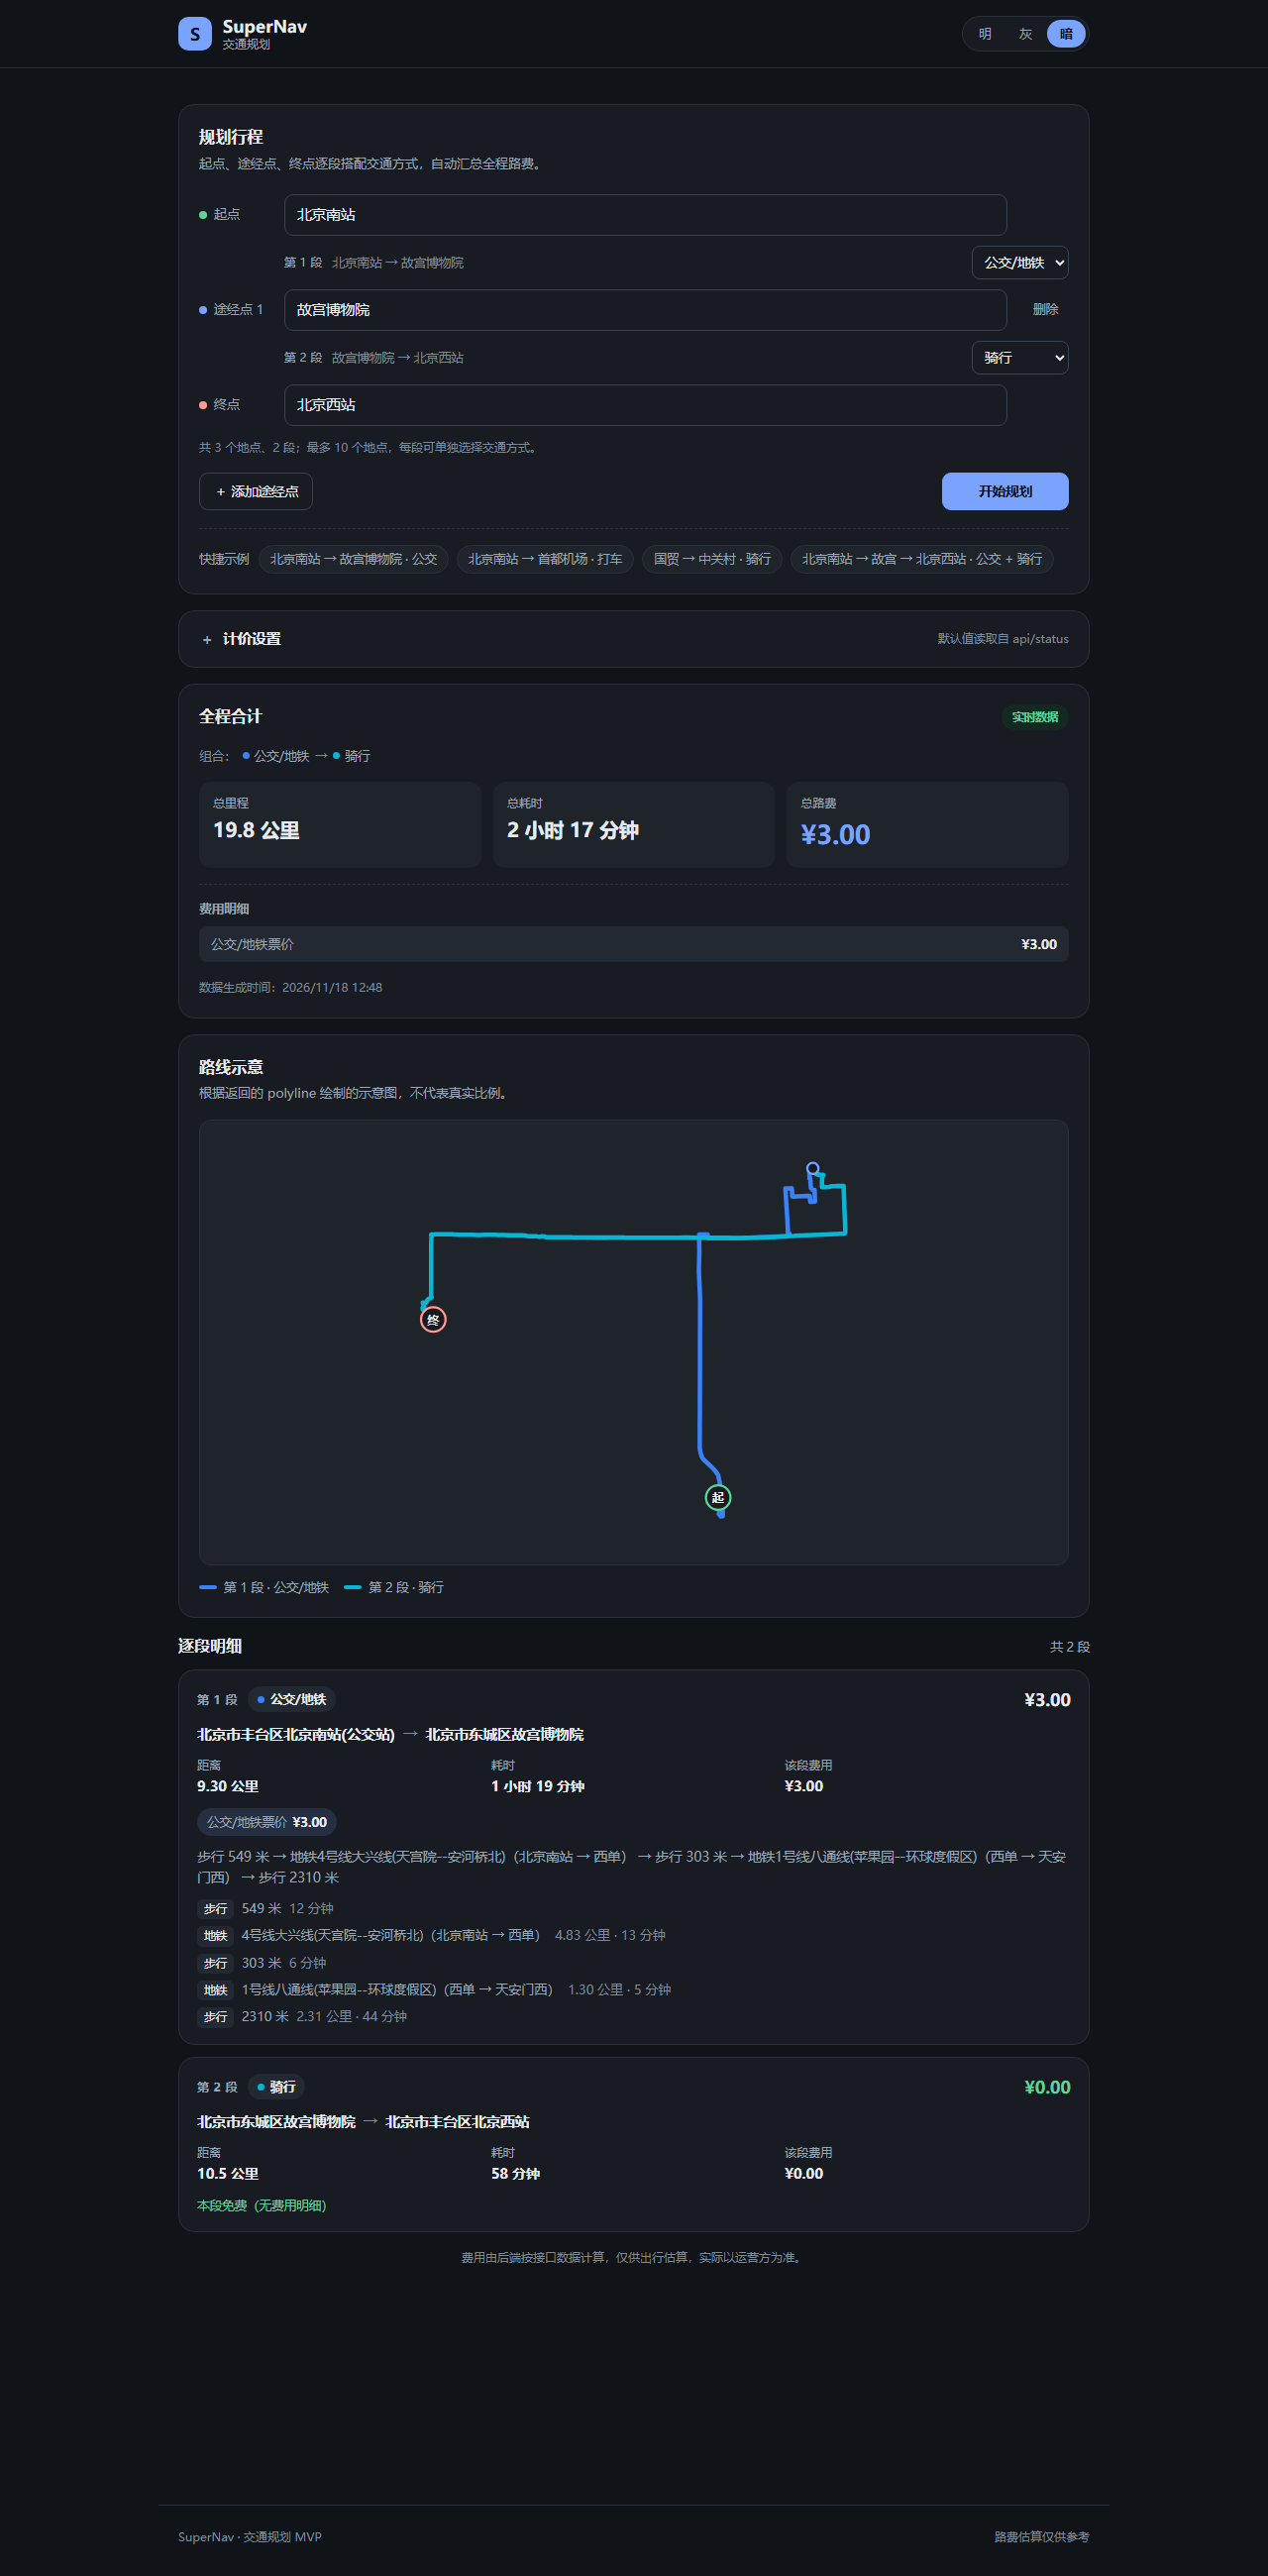 S
SuperNav
交通规划
明 灰 暗
规划行程
起点、途经点、终点逐段搭配交通方式，自动汇总全程路费。
起点 北京南站
第 1 段 北京南站 → 故宫博物院 公交/地铁
途经点 1 故宫博物院 删除
第 2 段 故宫博物院 → 北京西站 骑行
终点 北京西站
共 3 个地点、2 段；最多 10 个地点，每段可单独选择交通方式。
+ 添加途经点 开始规划
快捷示例 北京南站 → 故宫博物院 · 公交 北京南站 → 首都机场 · 打车 国贸 → 中关村 · 骑行 北京南站 → 故宫 → 北京西站 · 公交 + 骑行
+ 计价设置 默认值读取自 api/status
全程合计 实时数据
组合： 公交/地铁 → 骑行
总里程 总耗时 总路费
19.8 公里 2 小时 17 分钟 ¥3.00
费用明细
公交/地铁票价 ¥3.00
数据生成时间：2026/11/18 12:48
路线示意
根据返回的 polyline 绘制的示意图，不代表真实比例。
终
起
第 1 段 · 公交/地铁 第 2 段 · 骑行
逐段明细 共 2 段
第 1 段 公交/地铁 ¥3.00
北京市丰台区北京南站(公交站) → 北京市东城区故宫博物院
距离 耗时 该段费用
9.30 公里 1 小时 19 分钟 ¥3.00
公交/地铁票价 ¥3.00
步行 549 米 → 地铁4号线大兴线(天宫院--安河桥北)（北京南站 → 西单） → 步行 303 米 → 地铁1号线八通线(苹果园--环球度假区)（西单 → 天安
门西） → 步行 2310 米
步行 549 米 12 分钟
地铁 4号线大兴线(天宫院--安河桥北)（北京南站 → 西单） 4.83 公里 · 13 分钟
步行 303 米 6 分钟
地铁 1号线八通线(苹果园--环球度假区)（西单 → 天安门西） 1.30 公里 · 5 分钟
步行 2310 米 2.31 公里 · 44 分钟
第 2 段 骑行 ¥0.00
北京市东城区故宫博物院 → 北京市丰台区北京西站
距离 耗时 该段费用
10.5 公里 58 分钟 ¥0.00
本段免费（无费用明细）
费用由后端按接口数据计算，仅供出行估算，实际以运营方为准。
SuperNav · 交通规划 MVP 路费估算仅供参考